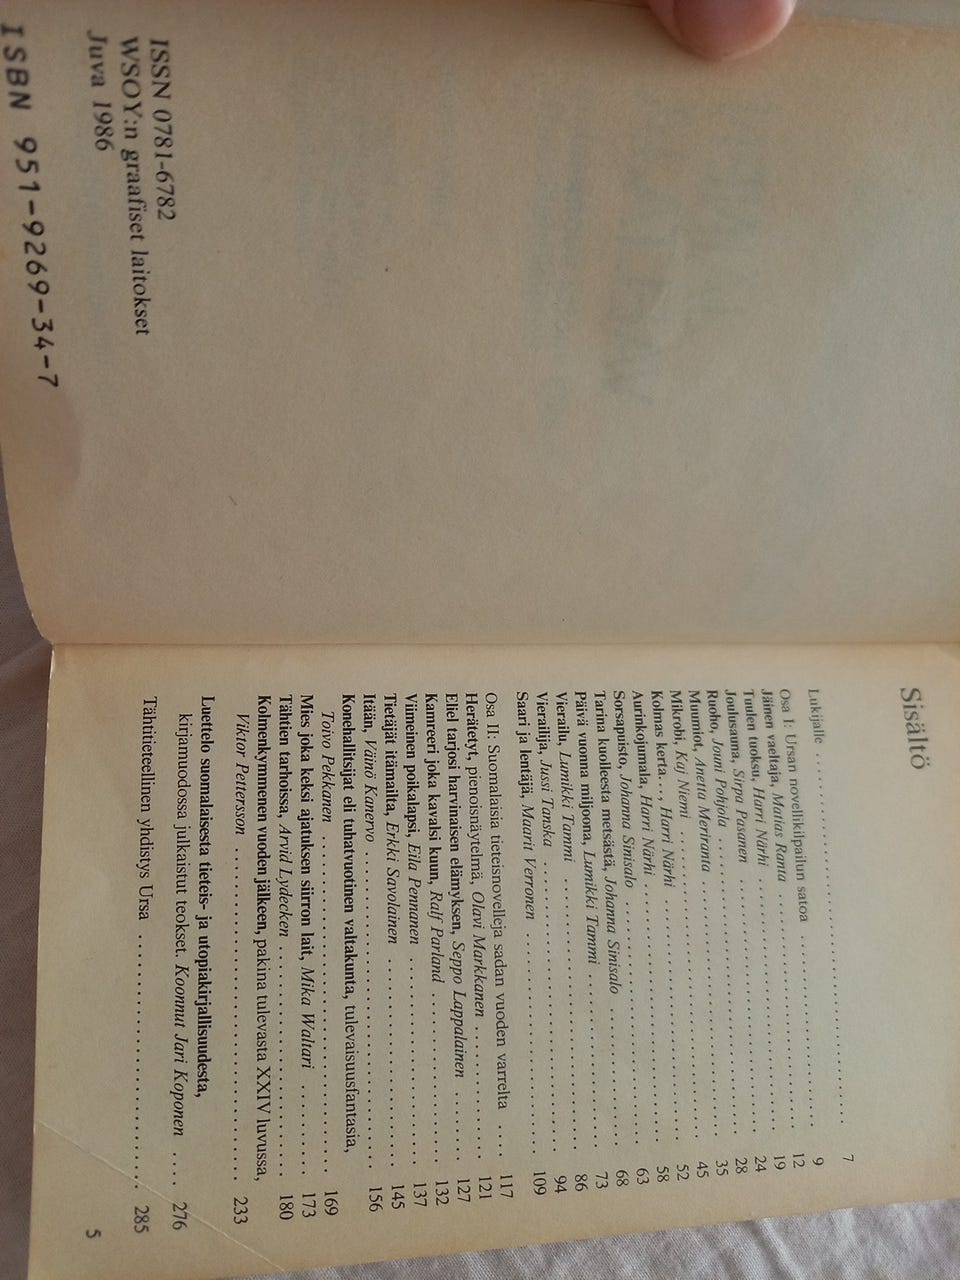 ISSN 0781-6782
WSOY:n graafiset laitokset
Juva 1986
ISBN 951-9269-34-7
Sisältö
Lukijalle . . . . . . . . . . . . . . . . . . . . 7
Osa I: Ursan novellikilpailun satoa . . . . . . . . . . 9
Jäinen vaeltaja, Matias Ranta . . . . . . . . . . 12
Tuulen tuoksu, Harri Närhi . . . . . . . . . . 19
Joulusauna, Sirpa Pasanen . . . . . . . . . . 24
Ruoho, Jouni Pohjola . . . . . . . . . . 28
Muumiot, Anetta Meriranta . . . . . . . . . . 35
Mikrobi, Kaj Niemi . . . . . . . . . . 45
Kolmas kerta. . ., Harri Närhi . . . . . . . . . . 52
Aurinkojumala, Harri Närhi . . . . . . . . . . 58
Sorsapuisto, Johanna Sinisalo . . . . . . . . . . 63
Tarina kuolleesta metsästä, Johanna Sinisalo . . . . . . . . . . 68
Päivä vuonna miljoona, Lumikki Tammi . . . . . . . . . . 73
Vierailu, Lumikki Tammi . . . . . . . . . . 86
Vierailija, Jussi Tanska . . . . . . . . . . 94
Saari ja lentäjä, Maarit Verronen . . . . . . . . . . 109
Osa II: Suomalaisia tieteisnovelleja sadan vuoden varrelta . . . . 117
Herätetyt, pienoisnäytelmä, Olavi Markkanen . . . . . . . . . . 121
Eliel tarjosi harvinaisen elämyksen, Seppo Lappalainen . . . . . . 127
Kamreeri joka kavalsi kuun, Ralf Parland . . . . . . . . . . 132
Viimeinen poikalapsi, Eila Pennanen . . . . . . . . . . 137
Tietäjät itämailta, Erkki Savolainen . . . . . . . . . . 145
Itään, Väinö Kanervo . . . . . . . . . . 156
Konehallitsijat eli tuhatvuotinen valtakunta, tulevaisuusfantasia,
Toivo Pekkanen . . . . . . . . . . 169
Mies joka keksi ajatuksen siirron lait, Mika Waltari . . . . . . . 173
Tähtien tarhoissa, Arvid Lydecken . . . . . . . . . . 180
Kolmenkymmenen vuoden jälkeen, pakina tulevasta XXIV luvussa,
Viktor Pettersson . . . . . . . . . . 233
Luettelo suomalaisesta tieteis- ja utopiakirjallisuudesta,
kirjamuodossa julkaistut teokset. Koonnut Jari Koponen . . . . 276
Tähtitieteellinen yhdistys Ursa . . . . . . . . . . 285
5